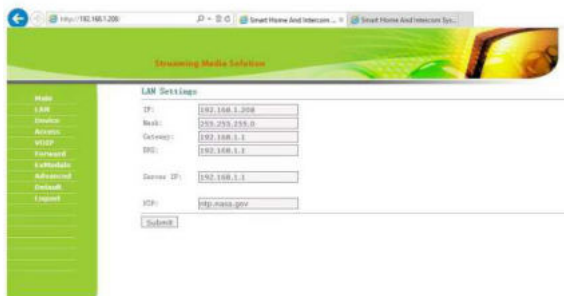 http://192.168.1.208/
Smart Home And Intercom ...
Smart Home And Intercom Sys...
Streaming Media Solution
Main
LAN
Device
Access
VOIP
Forward
ExModule
Advanced
Default
Logout
LAN Settings
IP: 192.168.1.208
Mask: 255.255.255.0
Gateway: 192.168.1.1
DNS: 192.168.1.1
Server IP: 192.168.1.1
NTP: ntp.nasa.gov
Submit